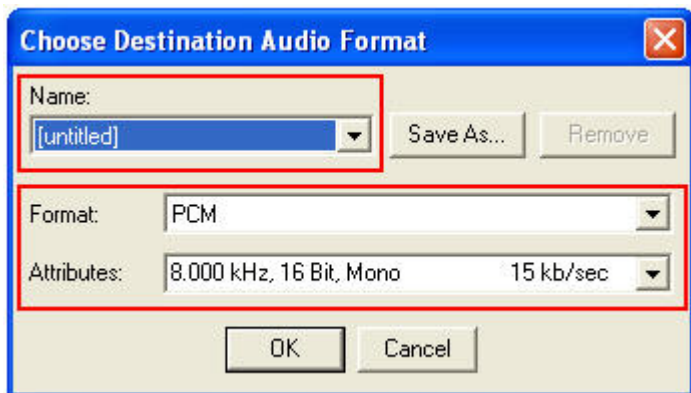 Choose Destination Audio Format
Name:
[untitled]
Save As...
Remove
Format:
PCM
Attributes:
8.000 kHz, 16 Bit, Mono 15 kb/sec
OK
Cancel